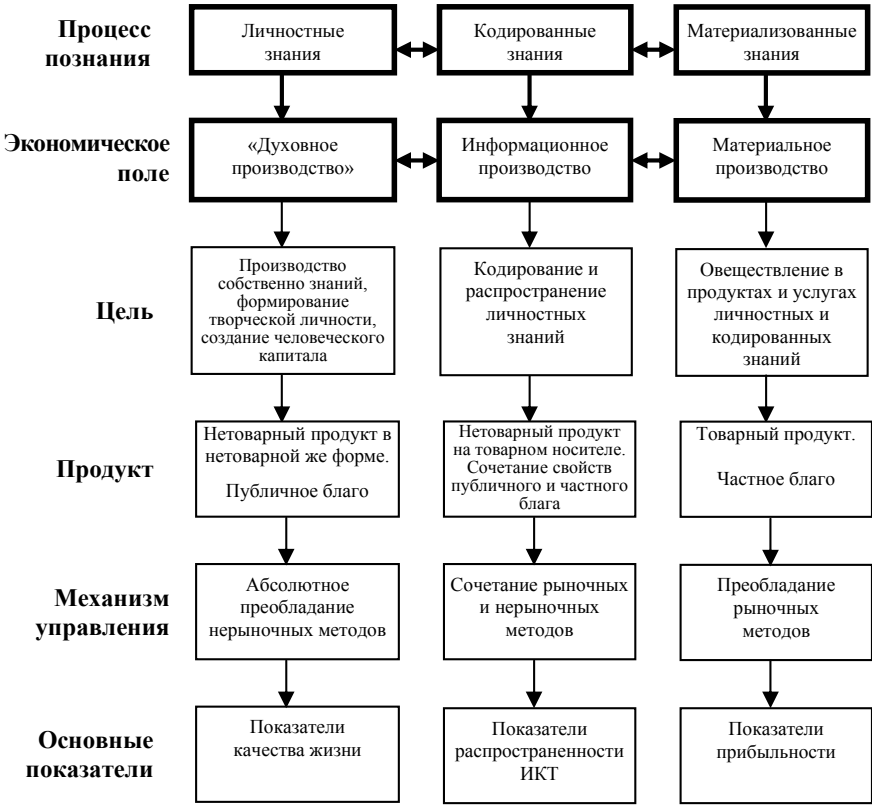 Процесс
познания
Личностные
знания
Кодированные
знания
Материализованные
знания
Экономическое
поле
«Духовное
производство»
Информационное
производство
Материальное
производство
Цель
Производство
собственно знаний,
формирование
творческой личности,
создание человеческого
капитала
Кодирование и
распространение
личностных
знаний
Овеществление в
продуктах и услугах
личностных и
кодированных
знаний
Продукт
Нетоварный продукт в
нетоварной же форме.
Публичное благо
Нетоварный продукт
на товарном носителе.
Сочетание свойств
публичного и частного
блага
Товарный продукт.
Частное благо
Механизм
управления
Абсолютное
преобладание
нерыночных методов
Сочетание рыночных
и нерыночных
методов
Преобладание
рыночных
методов
Основные
показатели
Показатели
качества жизни
Показатели
распространенности
ИКТ
Показатели
прибыльности